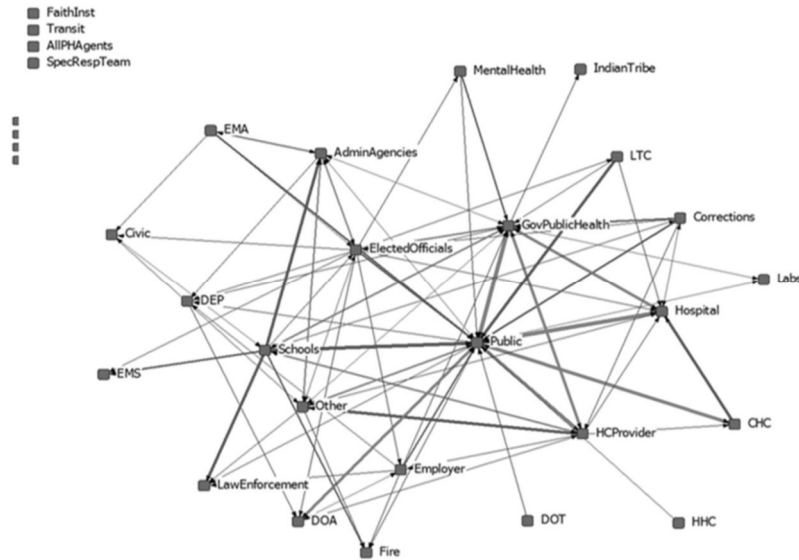 FaithInst
Transit
AllPHAgents
SpecRespTeam
MentalHealth
IndianTribe
EMA
AdminAgencies
LTC
Civic
ElectedOfficials
GovPublicHealth
Corrections
Labs
DEP
Hospital
Schools
Public
EMS
Other
HCProvider
CHC
Employer
LawEnforcement
DOA
DOT
HHC
Fire